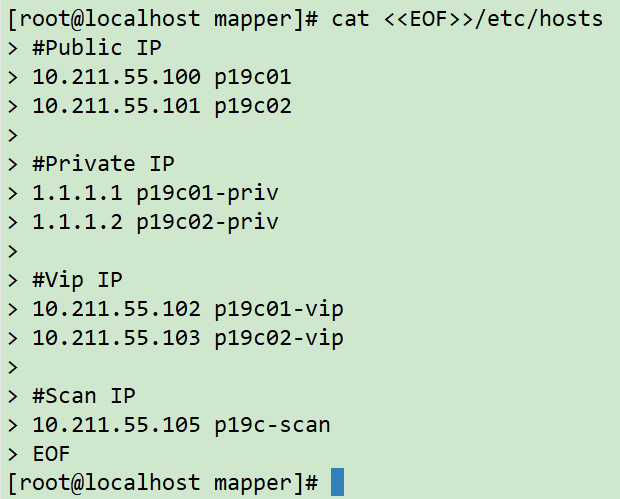 [root@localhost mapper]# cat <<EOF>>/etc/hosts
> #Public IP
> 10.211.55.100 p19c01
> 10.211.55.101 p19c02
>
> #Private IP
> 1.1.1.1 p19c01-priv
> 1.1.1.2 p19c02-priv
>
> #Vip IP
> 10.211.55.102 p19c01-vip
> 10.211.55.103 p19c02-vip
>
> #Scan IP
> 10.211.55.105 p19c-scan
> EOF
[root@localhost mapper]#